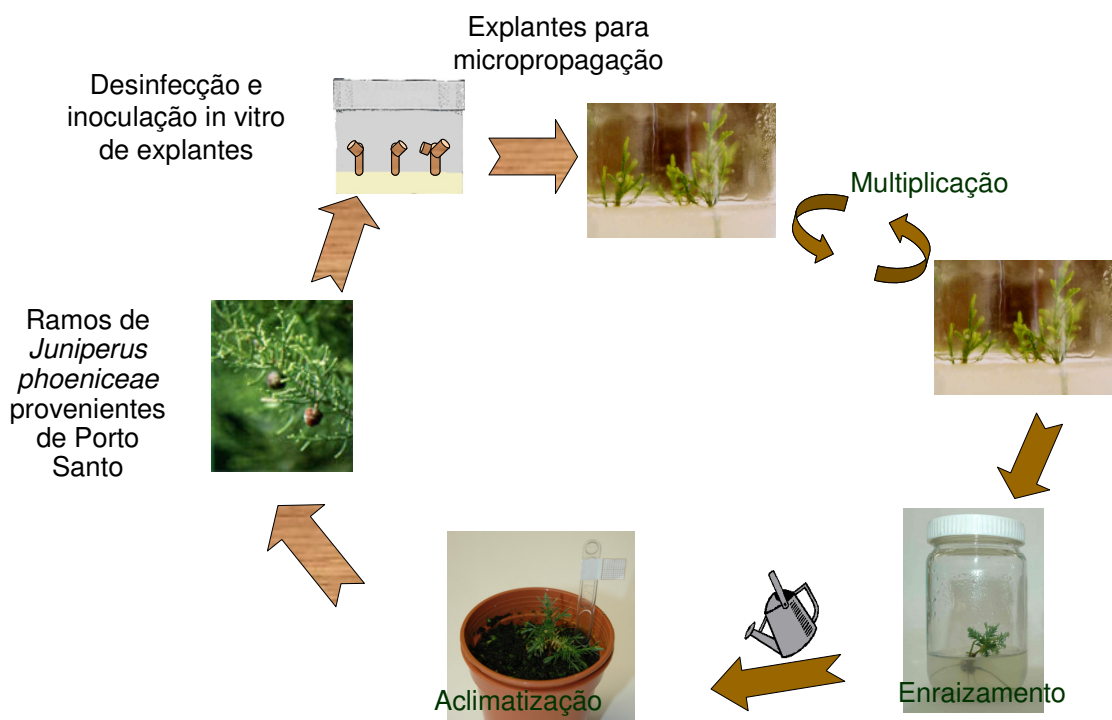 Explantes para
micropropagação
Desinfecção e
inoculação in vitro
de explantes
Multiplicação
Ramos de
Juniperus
phoeniceae
provenientes
de Porto
Santo
Enraizamento
Aclimatização